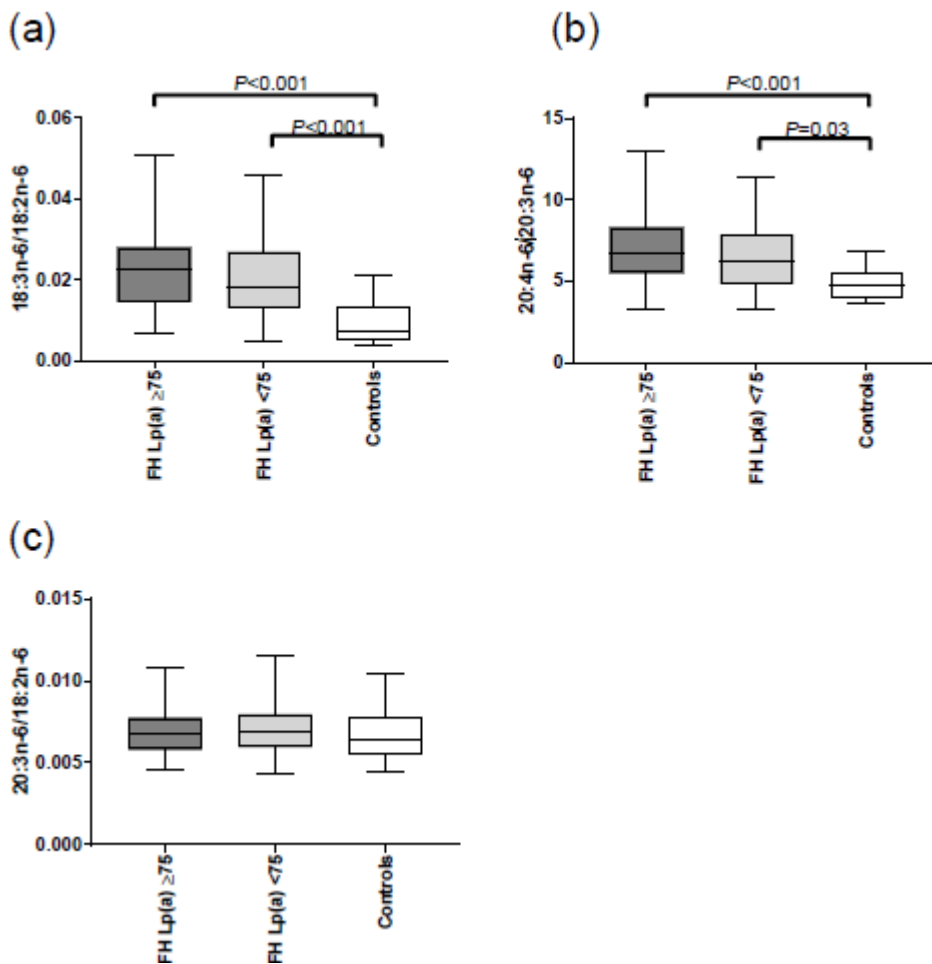 (a)
P<0.001
P<0.001
0.06
0.04
0.02
0.00
18:3n-6/18:2n-6
FH Lp(a) ≥75
FH Lp(a) <75
Controls
(b)
P<0.001
P=0.03
15
10
5
0
20:4n-6/20:3n-6
FH Lp(a) ≥75
FH Lp(a) <75
Controls
(c)
0.015
0.010
0.005
0.000
20:3n-6/18:2n-6
FH Lp(a) ≥75
FH Lp(a) <75
Controls